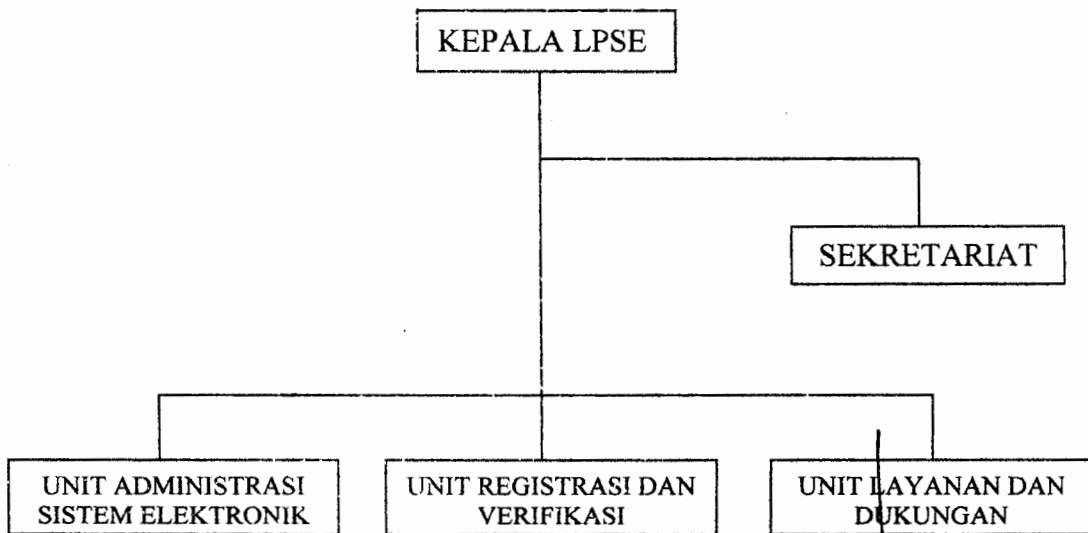 KEPALA LPSE
SEKRETARIAT
UNIT ADMINISTRASI
SISTEM ELEKTRONIK
UNIT REGISTRASI DAN
VERIFIKASI
UNIT LAYANAN DAN
DUKUNGAN